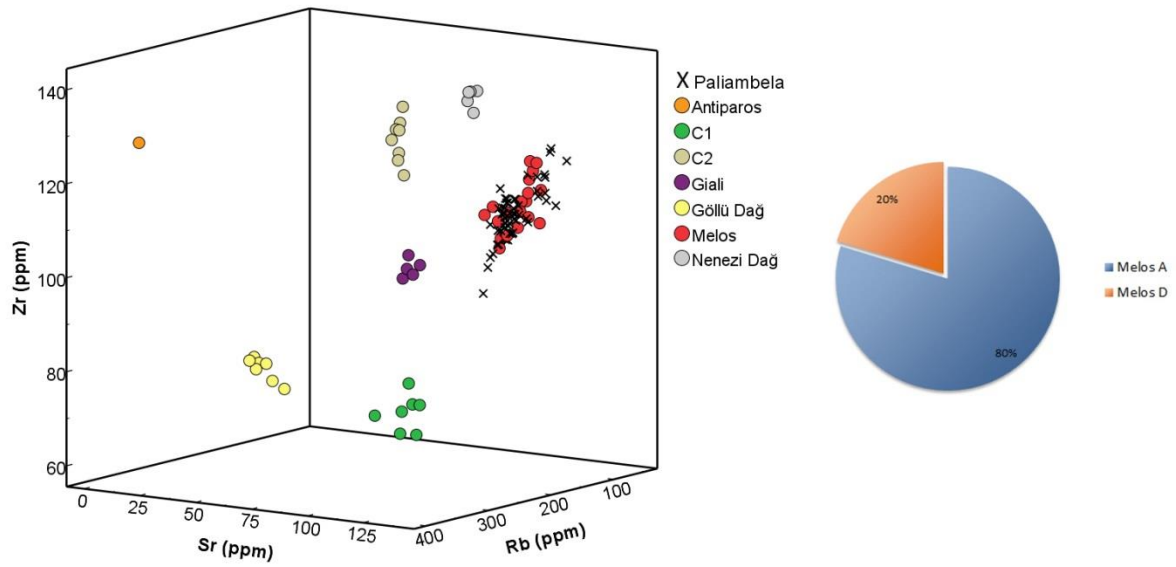 Zr (ppm)
140
120
100
80
60
0
25
50
75
100
125
Sr (ppm)
400
300
200
100
Rb (ppm)
X Paliambela
Antiparos
C1
C2
Giali
Göllü Dağ
Melos
Nenezi Dağ
20%
80%
Melos A
Melos D